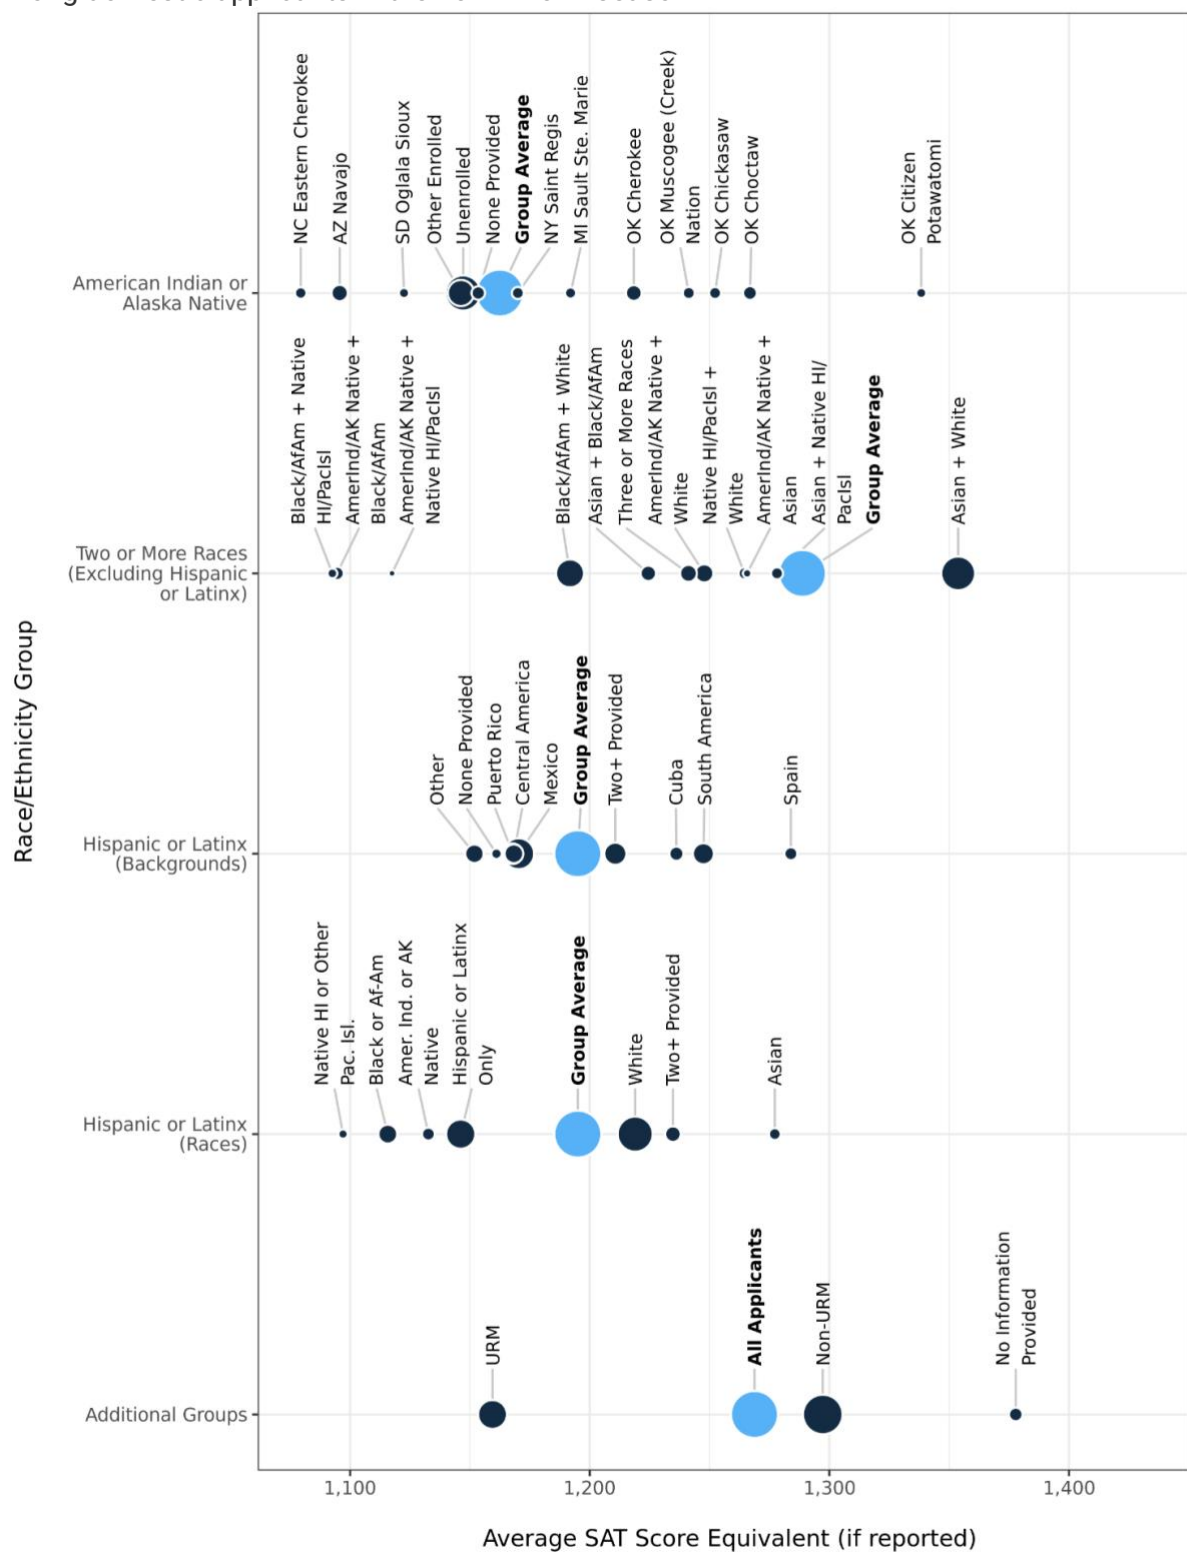 NC Eastern Cherokee
AZ Navajo
SD Oglala Sioux
Other Enrolled
Unenrolled
None Provided
Group Average
NY Saint Regis
MI Sault Ste. Marie
OK Cherokee
OK Muscogee (Creek)
Nation
OK Chickasaw
OK Choctaw
OK Citizen
Potawatomi
American Indian or
Alaska Native
Black/AfAm + Native
HI/PacIsl
AmerInd/AK Native +
Black/AfAm
AmerInd/AK Native +
Native HI/PacIsl
Black/AfAm + White
Asian + Black/AfAm
Three or More Races
AmerInd/AK Native +
White
Native HI/PacIsl +
White
AmerInd/AK Native +
Asian
Asian + Native HI/
PacIsl
Group Average
Asian + White
Two or More Races
(Excluding Hispanic
or Latinx)
Race/Ethnicity Group
Other
None Provided
Puerto Rico
Central America
Mexico
Group Average
Two+ Provided
Cuba
South America
Spain
Hispanic or Latinx
(Backgrounds)
Native HI or Other
Pac. Isl.
Black or Af-Am
Amer. Ind. or AK
Native
Hispanic or Latinx
Only
Group Average
White
Two+ Provided
Asian
Hispanic or Latinx
(Races)
URM
All Applicants
Non-URM
No Information
Provided
Additional Groups
1,100
1,200
1,300
1,400
Average SAT Score Equivalent (if reported)